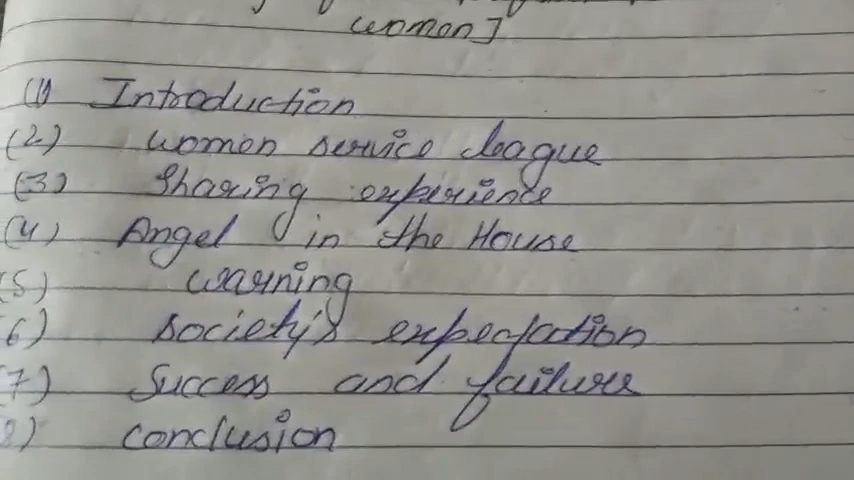 women]
(1) Introduction
(2) women service league
(3) Sharing experience
(4) Angel in the House
(5) warning
(6) society's expectation
(7) Success and failure
(8) conclusion